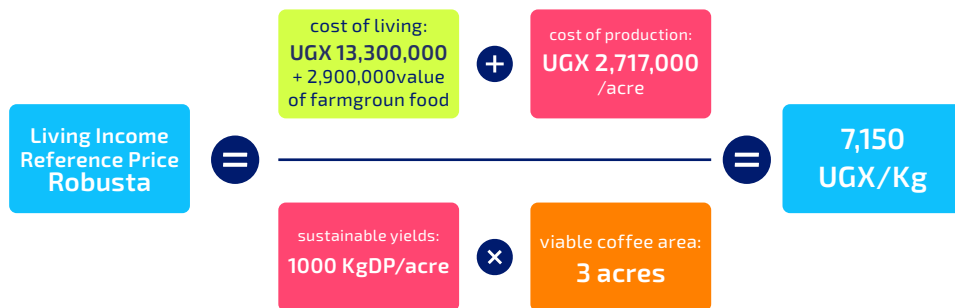 cost of living:
UGX 13,300,000
+ 2,900,000value
of farmgroun food
+
cost of production:
UGX 2,717,000
/acre
Living Income
Reference Price
Robusta
=
=
7,150
UGX/Kg
sustainable yields:
1000 KgDP/acre
×
viable coffee area:
3 acres